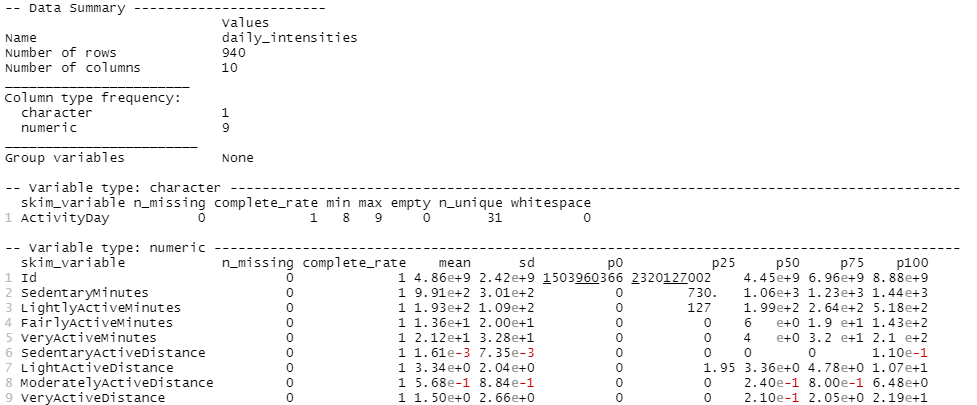 -- Data Summary ------------------------
                           Values
Name                       daily_intensities
Number of rows             940
Number of columns          10
_______________________
Column type frequency:
  character                1
  numeric                  9
________________________
Group variables            None

-- Variable type: character --------------------------------------------------------------------------------------------
  skim_variable n_missing complete_rate min max empty n_unique whitespace
1 ActivityDay           0             1   8   9     0       31          0

-- Variable type: numeric ----------------------------------------------------------------------------------------------
  skim_variable            n_missing complete_rate    mean      sd         p0        p25     p50     p75    p100
1 Id                               0             1 4.86e+9 2.42e+9 1503960366 2320127002  4.45e+9 6.96e+9 8.88e+9
2 SedentaryMinutes                 0             1 9.91e+2 3.01e+2          0        730. 1.06e+3 1.23e+3 1.44e+3
3 LightlyActiveMinutes             0             1 1.93e+2 1.09e+2          0        127  1.99e+2 2.64e+2 5.18e+2
4 FairlyActiveMinutes              0             1 1.36e+1 2.00e+1          0          0  6   e+0 1.9 e+1 1.43e+2
5 VeryActiveMinutes                0             1 2.12e+1 3.28e+1          0          0  4   e+0 3.2 e+1 2.1 e+2
6 SedentaryActiveDistance          0             1 1.61e-3 7.35e-3          0          0  0       0       1.10e-1
7 LightActiveDistance              0             1 3.34e+0 2.04e+0          0          1.95 3.36e+0 4.78e+0 1.07e+1
8 ModeratelyActiveDistance         0             1 5.68e-1 8.84e-1          0          0  2.40e-1 8.00e-1 6.48e+0
9 VeryActiveDistance               0             1 1.50e+0 2.66e+0          0          0  2.10e-1 2.05e+0 2.19e+1